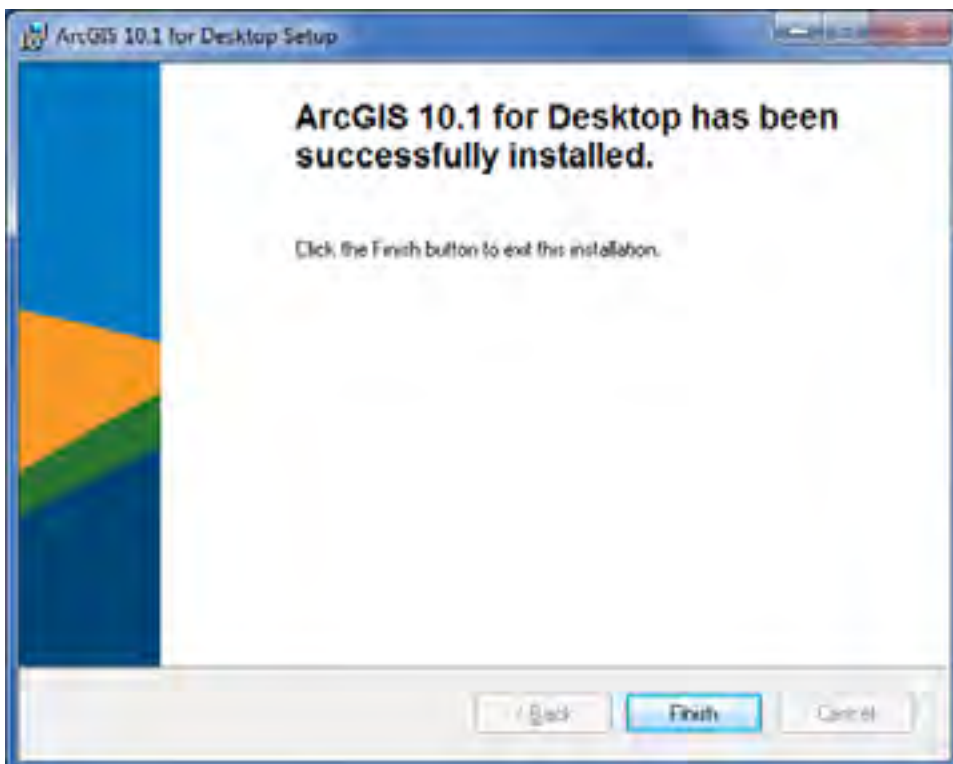 ArcGIS 10.1 for Desktop Setup
ArcGIS 10.1 for Desktop has been
successfully installed.
Click the Finish button to exit this installation.
< Back
Finish
Cancel